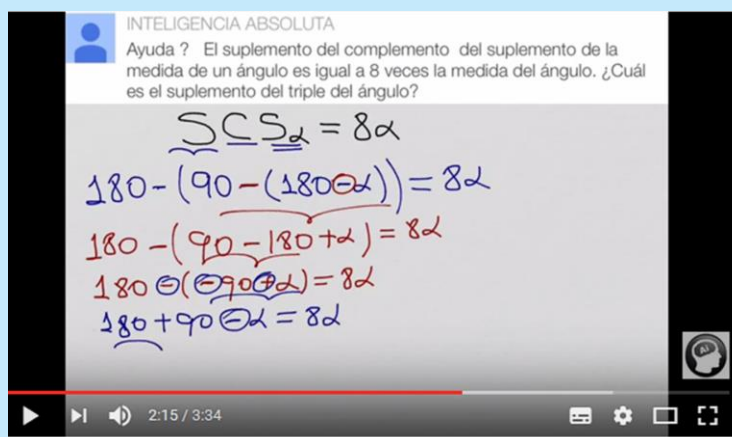 INTELIGENCIA ABSOLUTA
Ayuda ? El suplemento del complemento del suplemento de la
medida de un ángulo es igual a 8 veces la medida del ángulo. ¿Cuál
es el suplemento del triple del ángulo?
SCSα = 8α
180-(90-(180-α))=8α
180-(90-180+α)=8α
180-(-90+α)=8α
180+90-α=8α
AI
2:15 / 3:34